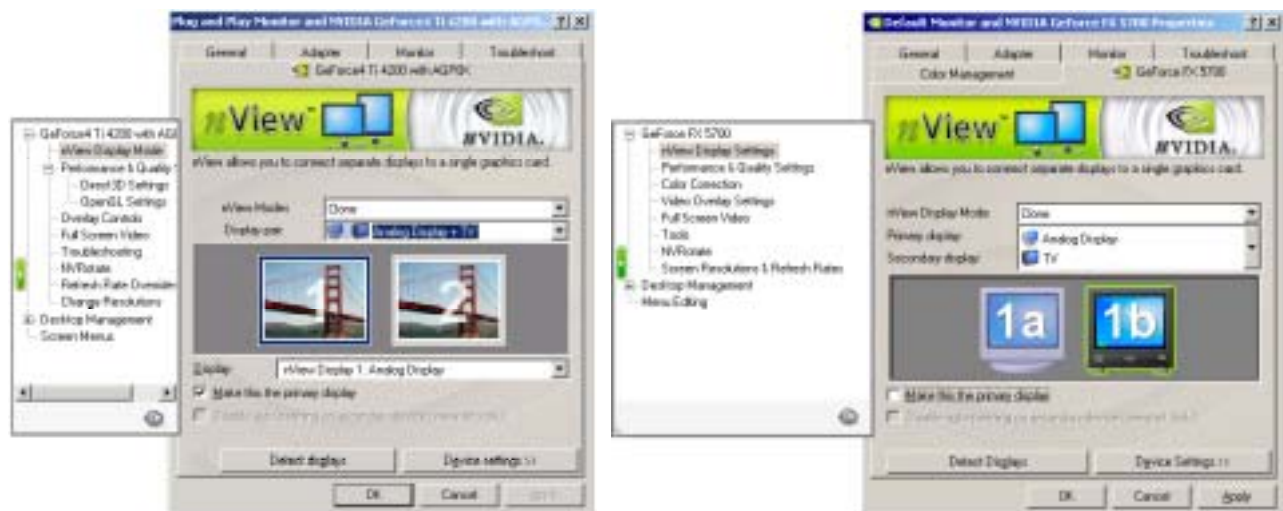 Plug and Play Monitor and NVIDIA GeForce4 Ti 4200 with AGP8X
General
Adapter
Monitor
Troubleshoot
GeForce4 Ti 4200 with AGP8X
nView™
NVIDIA.
nView allows you to connect separate displays to a single graphics card.
GeForce4 Ti 4200 with AG
nView Display Mode
Performance & Quality
Direct3D Settings
OpenGL Settings
Overlay Controls
Full Screen Video
Troubleshooting
NVRotate
Refresh Rate Overrides
Change Resolutions
Desktop Management
Screen Menus
nView Modes:
Clone
Display pair:
Analog Display + TV
1
2
Display:
nView Display 1: Analog Display
Make this the primary display
Detect displays
Device settings >>
OK
Cancel
Default Monitor and NVIDIA GeForce FX 5700 Properties
General
Adapter
Monitor
Troubleshoot
Color Management
GeForce FX 5700
nView™
NVIDIA.
nView allows you to connect separate displays to a single graphics card.
GeForce FX 5700
nView Display Settings
Performance & Quality Settings
Color Correction
Video Overlay Settings
Full Screen Video
Tools
NVRotate
Screen Resolutions & Refresh Rates
Desktop Management
Menu Editing
nView Display Mode:
Clone
Primary display:
Analog Display
Secondary display:
TV
1a
1b
Make this the primary display
Detect Displays
Device Settings >>
OK
Cancel
Apply